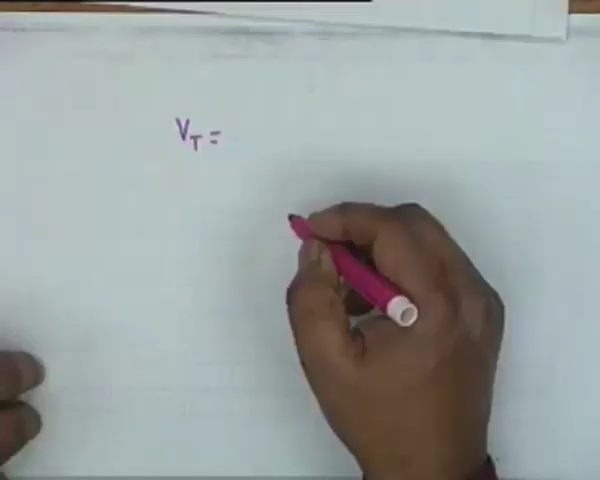 V_T =